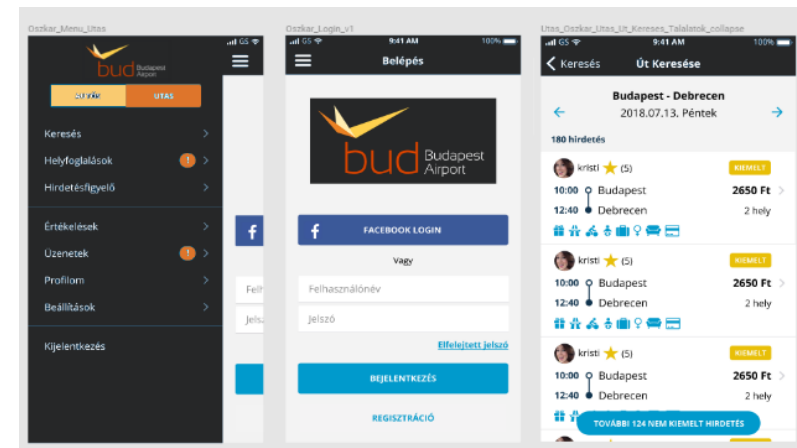 Oszkar_Menu_Utas
GS
bud Budapest
Airport
UTAS
Keresés
Helyfoglalások
!
Hirdetésfigyelő
Értékelések
Üzenetek
!
Profilom
Beállítások
Kijelentkezés
f
Felh
Jelsz
Oszkar_Login_v1
GS 9:41 AM 100%
Belépés
bud Budapest
Airport
f FACEBOOK LOGIN
Vagy
Felhasználónév
Jelszó
Elfelejtett jelszó
BEJELENTKEZÉS
REGISZTRÁCIÓ
Utas_Oszkar_Utas_Ut_Kereses_Talalatok_collapse
GS 9:41 AM 100%
Keresés Út Keresése
Budapest - Debrecen
2018.07.13. Péntek
180 hirdetés
kristi (5) KIEMELT
10:00 Budapest 2650 Ft
12:40 Debrecen 2 hely
kristi (5) KIEMELT
10:00 Budapest 2650 Ft
12:40 Debrecen 2 hely
kristi (5) KIEMELT
10:00 Budapest 2650 Ft
12:40 Debrecen 2 hely
TOVÁBBI 124 NEM KIEMELT HIRDETÉS